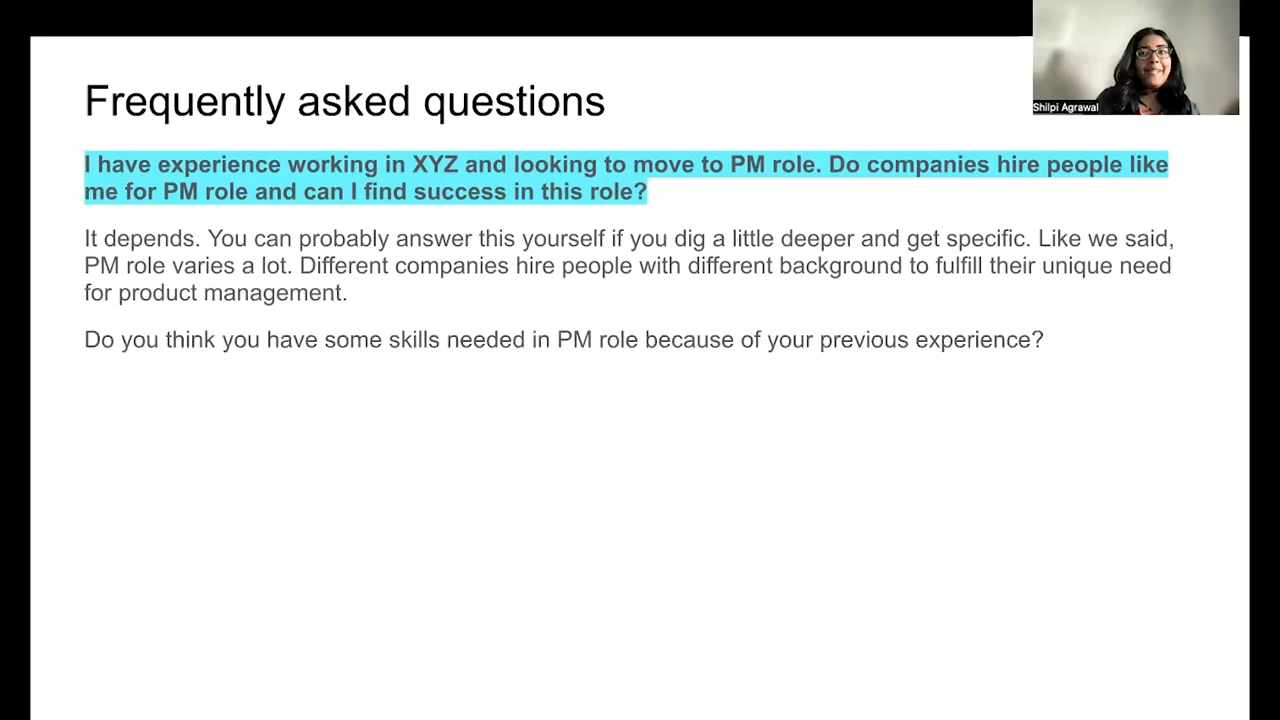 Frequently asked questions
Shilpi Agrawal
I have experience working in XYZ and looking to move to PM role. Do companies hire people like
me for PM role and can I find success in this role?
It depends. You can probably answer this yourself if you dig a little deeper and get specific. Like we said,
PM role varies a lot. Different companies hire people with different background to fulfill their unique need
for product management.
Do you think you have some skills needed in PM role because of your previous experience?